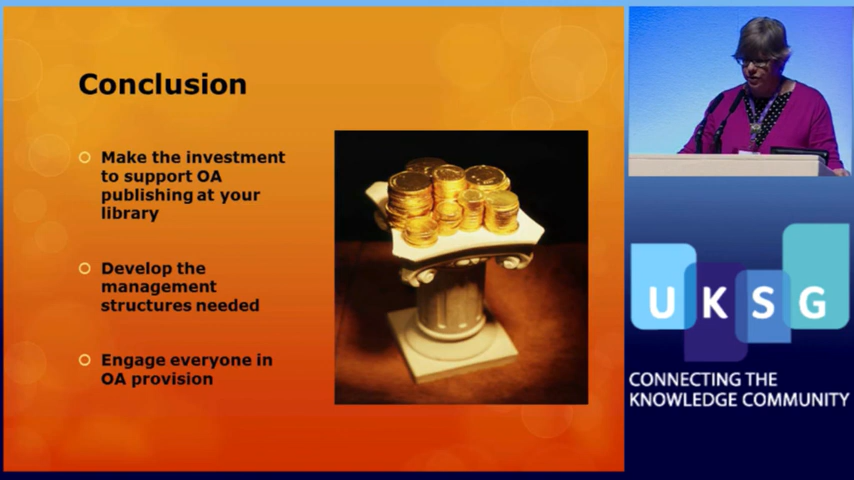 Conclusion
Make the investment
to support OA
publishing at your
library
Develop the
management
structures needed
Engage everyone in
OA provision
UKSG
CONNECTING THE
KNOWLEDGE COMMUNITY